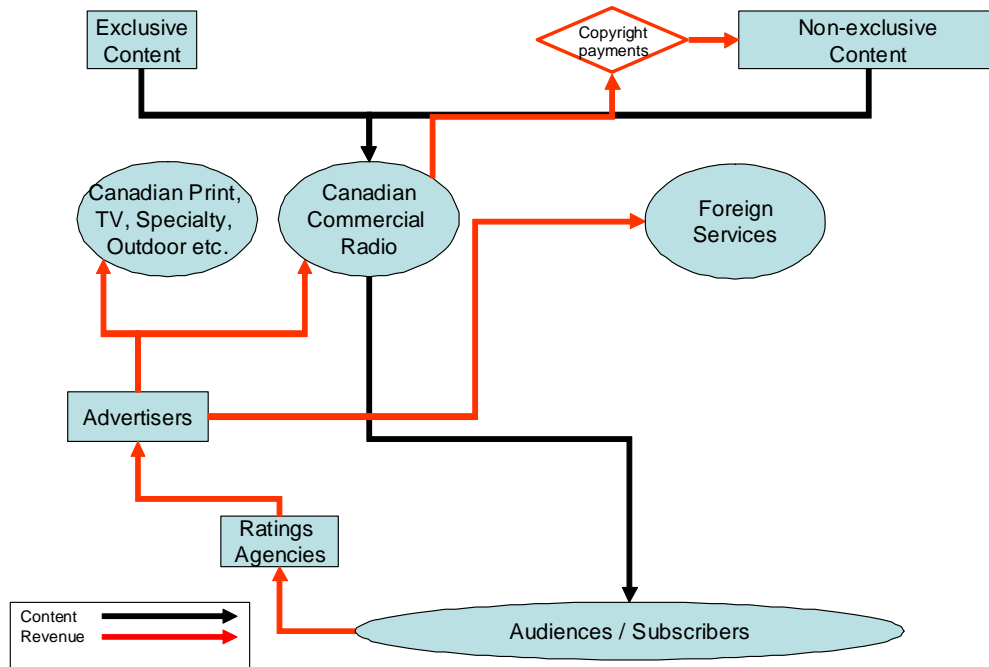 Exclusive
Content
Copyright
payments
Non-exclusive
Content
Canadian Print,
TV, Specialty,
Outdoor etc.
Canadian
Commercial
Radio
Foreign
Services
Advertisers
Ratings
Agencies
Content
Revenue
Audiences / Subscribers